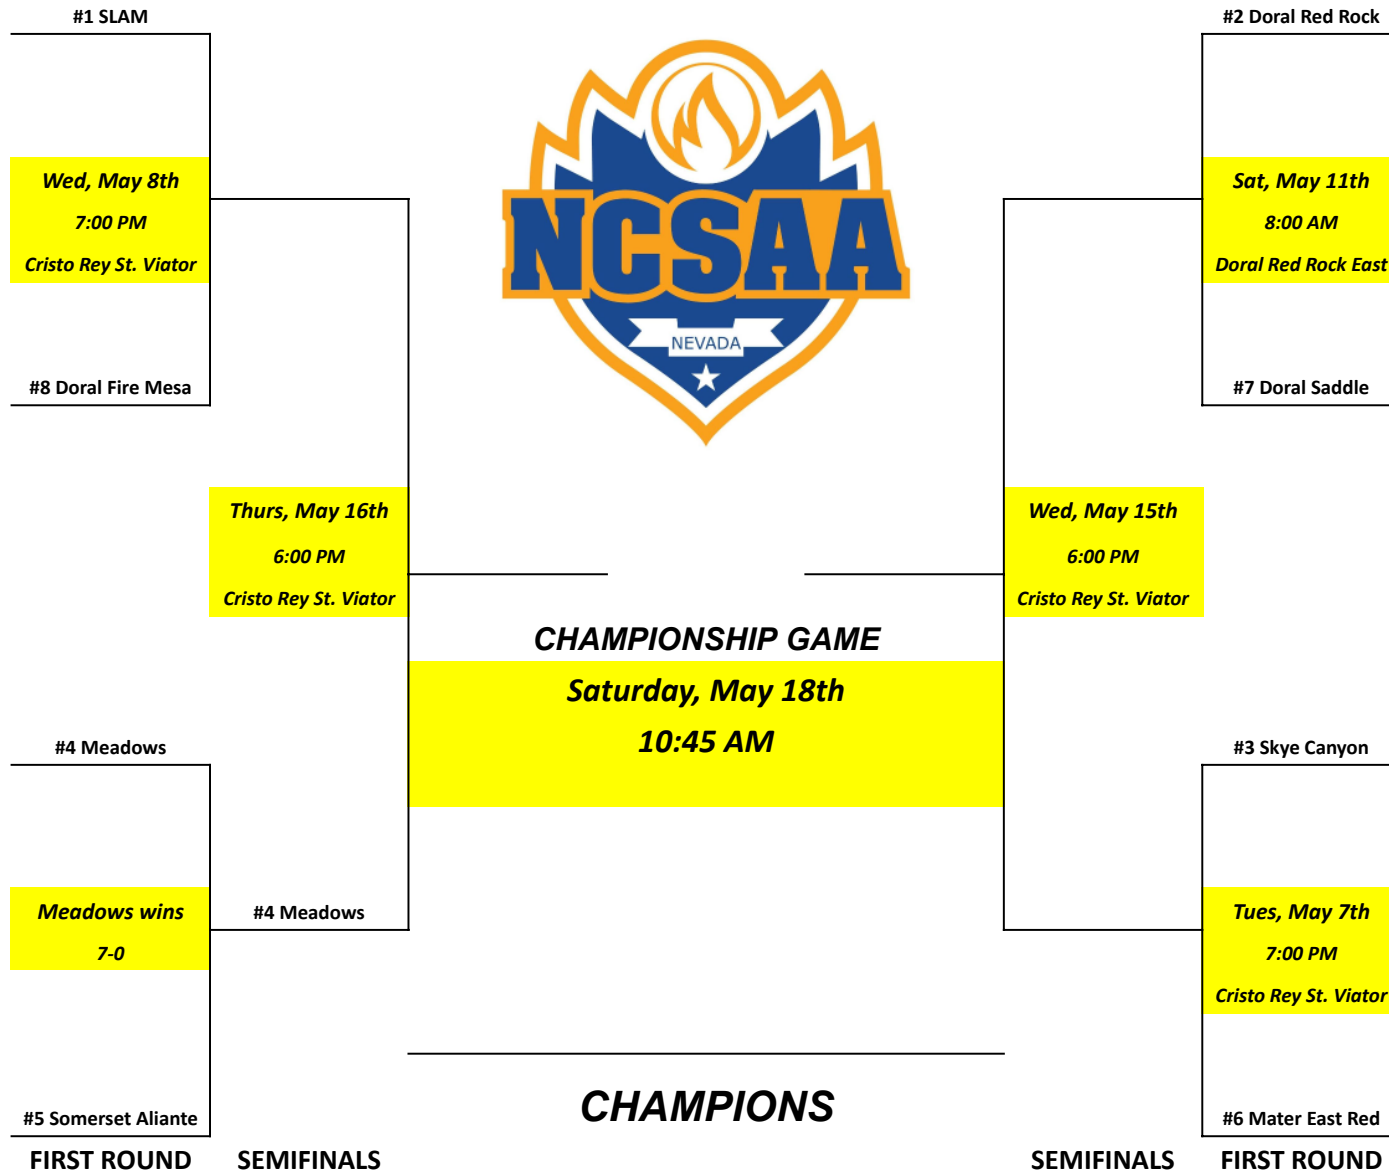 #1 SLAM
#2 Doral Red Rock
Wed, May 8th
7:00 PM
Cristo Rey St. Viator
NCSAA
NEVADA
Sat, May 11th
8:00 AM
Doral Red Rock East
#8 Doral Fire Mesa
#7 Doral Saddle
Thurs, May 16th
6:00 PM
Cristo Rey St. Viator
Wed, May 15th
6:00 PM
Cristo Rey St. Viator
CHAMPIONSHIP GAME
Saturday, May 18th
10:45 AM
#4 Meadows
#3 Skye Canyon
Meadows wins
7-0
#4 Meadows
Tues, May 7th
7:00 PM
Cristo Rey St. Viator
#5 Somerset Aliante
CHAMPIONS
#6 Mater East Red
FIRST ROUND
SEMIFINALS
SEMIFINALS
FIRST ROUND